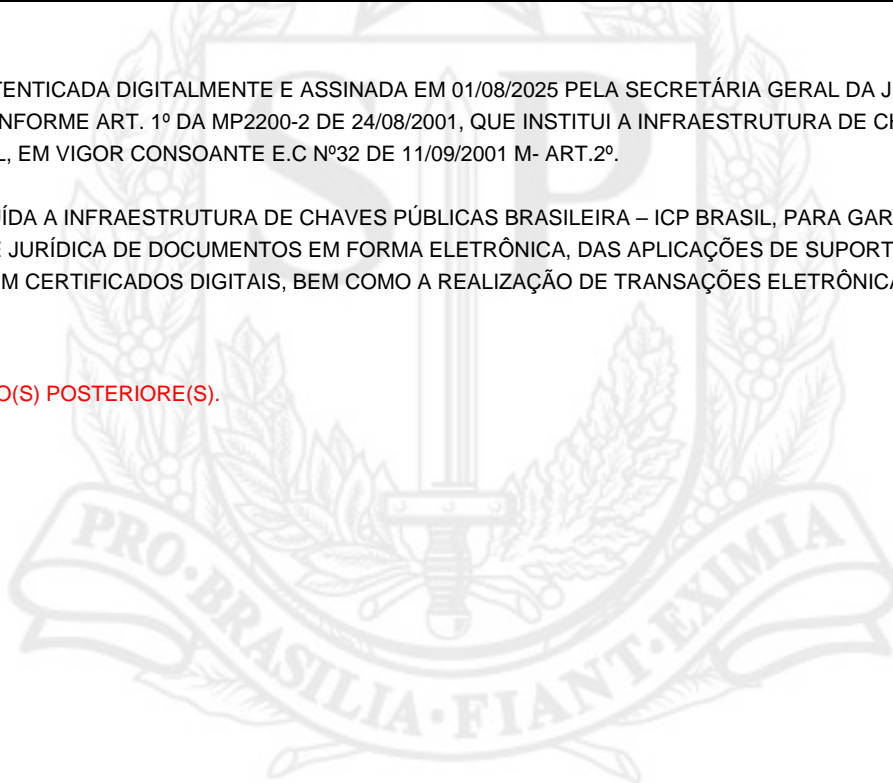 TENTICADA DIGITALMENTE E ASSINADA EM 01/08/2025 PELA SECRETÁRIA GERAL DA J
NFORME ART. 1º DA MP2200-2 DE 24/08/2001, QUE INSTITUI A INFRAESTRUTURA DE CH
L, EM VIGOR CONSOANTE E.C Nº32 DE 11/09/2001 M- ART.2º.
UÍDA A INFRAESTRUTURA DE CHAVES PÚBLICAS BRASILEIRA – ICP BRASIL, PARA GAR
E JURÍDICA DE DOCUMENTOS EM FORMA ELETRÔNICA, DAS APLICAÇÕES DE SUPORT
M CERTIFICADOS DIGITAIS, BEM COMO A REALIZAÇÃO DE TRANSAÇÕES ELETRÔNICA
O(S) POSTERIORE(S).
SP
PRO·BRASILIA·FIANT·EXIMIA